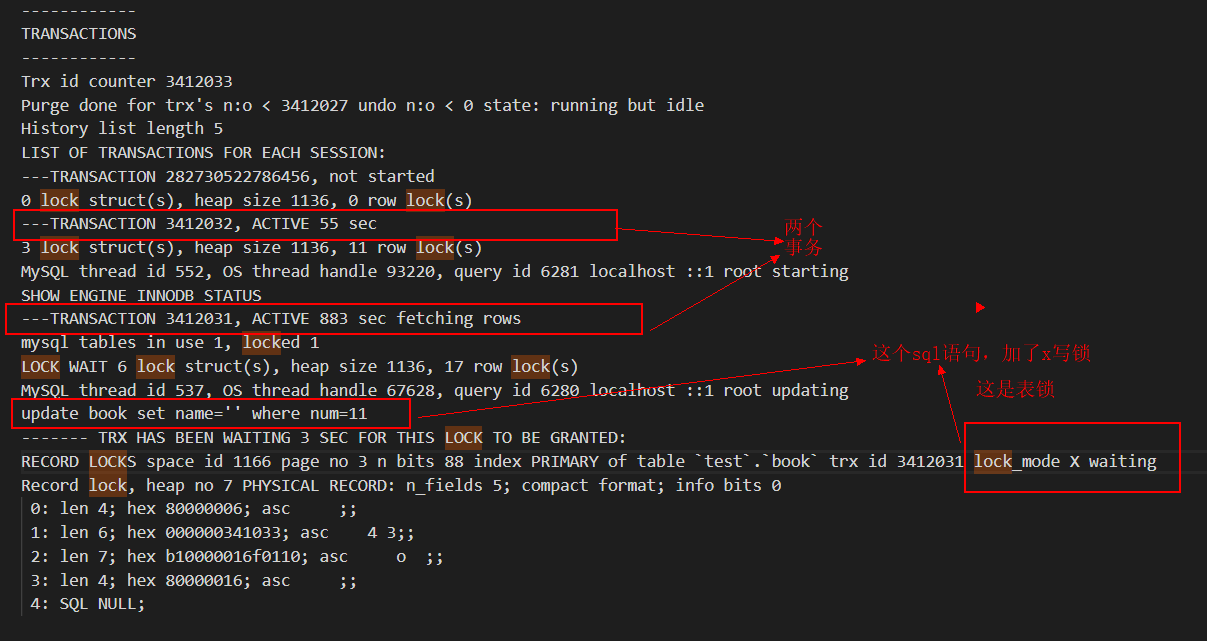 ------------
TRANSACTIONS
------------
Trx id counter 3412033
Purge done for trx's n:o < 3412027 undo n:o < 0 state: running but idle
History list length 5
LIST OF TRANSACTIONS FOR EACH SESSION:
---TRANSACTION 282730522786456, not started
0 lock struct(s), heap size 1136, 0 row lock(s)
---TRANSACTION 3412032, ACTIVE 55 sec
两个
事务
3 lock struct(s), heap size 1136, 11 row lock(s)
MySQL thread id 552, OS thread handle 93220, query id 6281 localhost ::1 root starting
SHOW ENGINE INNODB STATUS
---TRANSACTION 3412031, ACTIVE 883 sec fetching rows
mysql tables in use 1, locked 1
这个sql语句，加了x写锁
LOCK WAIT 6 lock struct(s), heap size 1136, 17 row lock(s)
MySQL thread id 537, OS thread handle 67628, query id 6280 localhost ::1 root updating
这是表锁
update book set name='' where num=11
------- TRX HAS BEEN WAITING 3 SEC FOR THIS LOCK TO BE GRANTED:
RECORD LOCKS space id 1166 page no 3 n bits 88 index PRIMARY of table `test`.`book` trx id 3412031 lock_mode X waiting
Record lock, heap no 7 PHYSICAL RECORD: n_fields 5; compact format; info bits 0
0: len 4; hex 80000006; asc     ;;
1: len 6; hex 000000341033; asc    4 3;;
2: len 7; hex b10000016f0110; asc     o  ;;
3: len 4; hex 80000016; asc     ;;
4: SQL NULL;